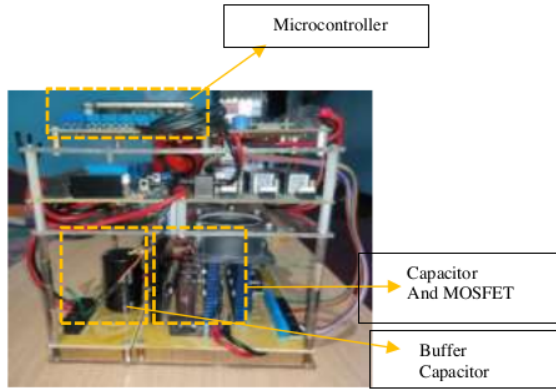 Microcontroller
Capacitor
And MOSFET
Buffer
Capacitor